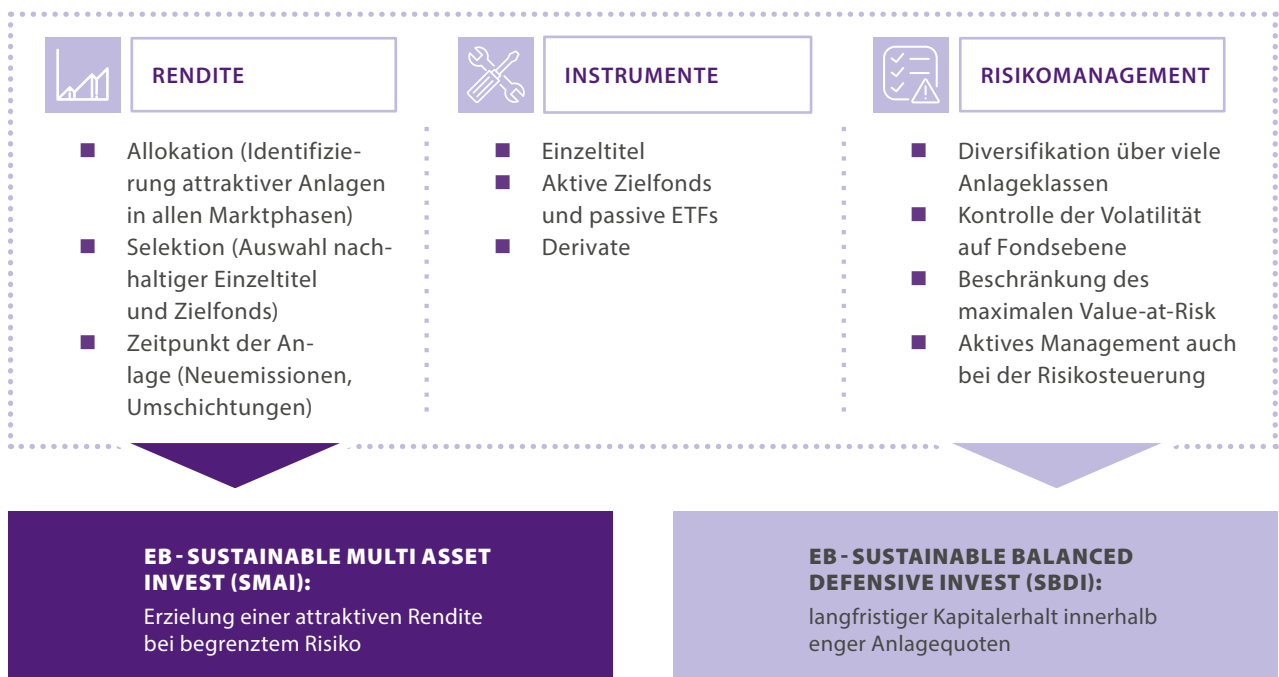 RENDITE
Allokation (Identifizie-
rung attraktiver Anlagen
in allen Marktphasen)
Selektion (Auswahl nach-
haltiger Einzeltitel
und Zielfonds)
Zeitpunkt der An-
lage (Neuemissionen,
Umschichtungen)
INSTRUMENTE
Einzeltitel
Aktive Zielfonds
und passive ETFs
Derivate
RISIKOMANAGEMENT
Diversifikation über viele
Anlageklassen
Kontrolle der Volatilität
auf Fondsebene
Beschränkung des
maximalen Value-at-Risk
Aktives Management auch
bei der Risikosteuerung
EB - SUSTAINABLE MULTI ASSET
INVEST (SMAI):
Erzielung einer attraktiven Rendite
bei begrenztem Risiko
EB - SUSTAINABLE BALANCED
DEFENSIVE INVEST (SBDI):
langfristiger Kapitalerhalt innerhalb
enger Anlagequoten